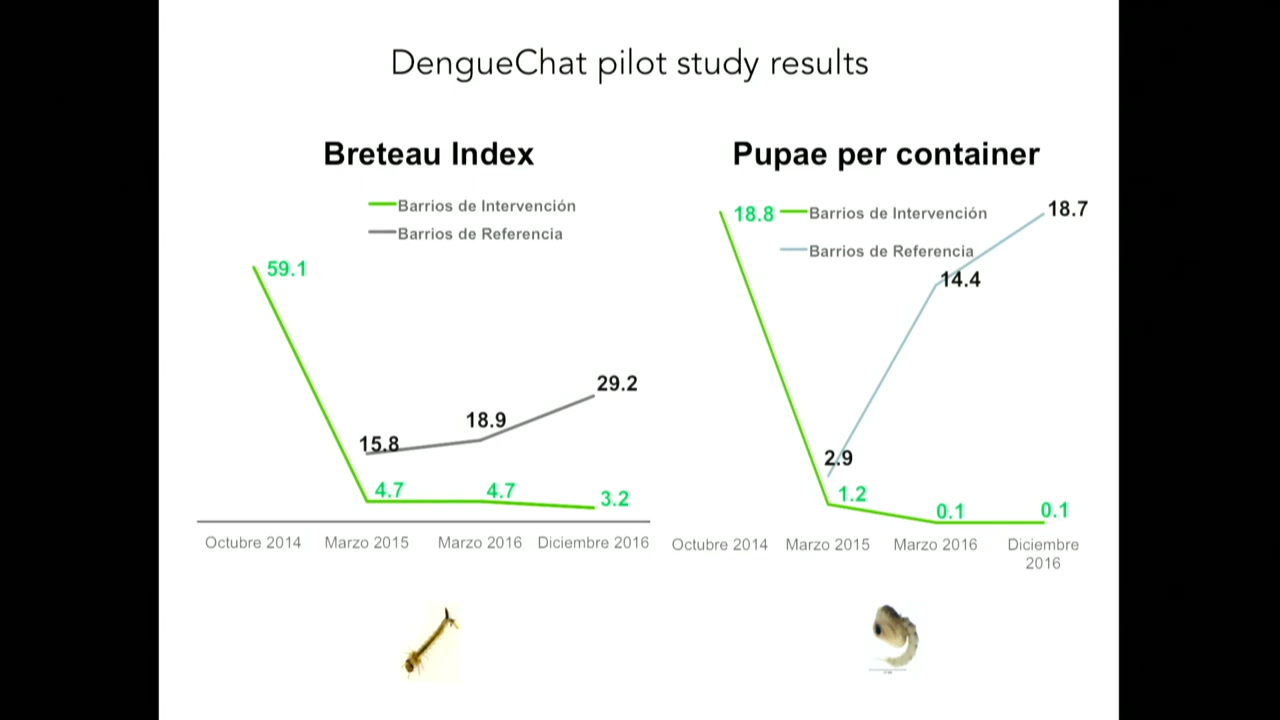 DengueChat pilot study results
Breteau Index
Barrios de Intervención
Barrios de Referencia
59.1
29.2
18.9
15.8
4.7
4.7
3.2
Octubre 2014
Marzo 2015
Marzo 2016
Diciembre 2016
Pupae per container
18.8
Barrios de Intervención
18.7
Barrios de Referencia
14.4
2.9
1.2
0.1
0.1
Octubre 2014
Marzo 2015
Marzo 2016
Diciembre
2016